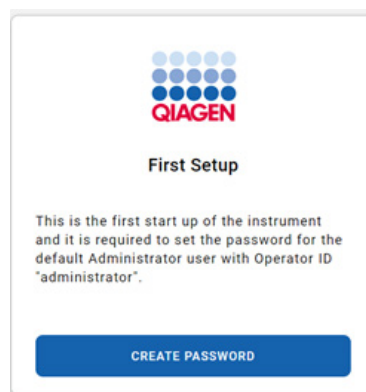 QIAGEN
First Setup
This is the first start up of the instrument
and it is required to set the password for the
default Administrator user with Operator ID
"administrator".
CREATE PASSWORD